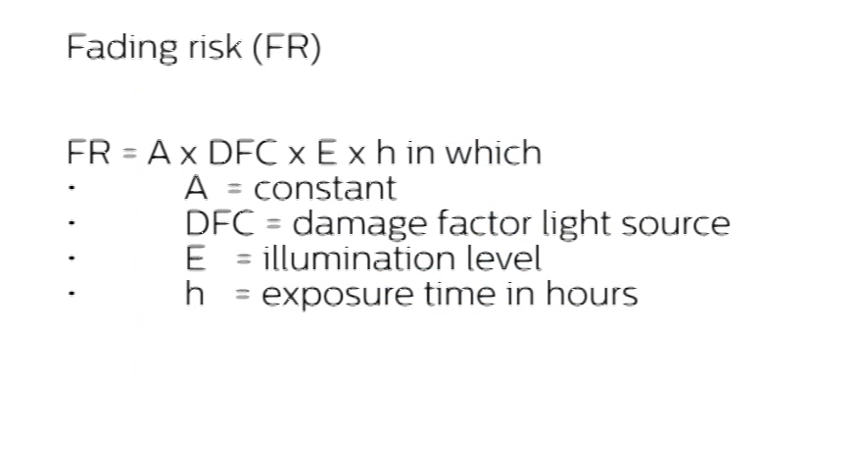 Fading risk (FR)
FR = A x DFC x E x h in which
· A = constant
· DFC = damage factor light source
· E = illumination level
· h = exposure time in hours